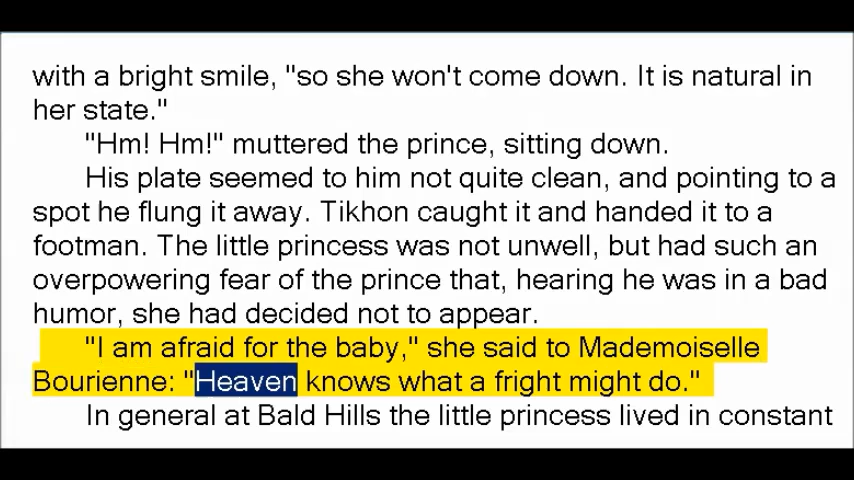 with a bright smile, "so she won't come down. It is natural in
her state."
"Hm! Hm!" muttered the prince, sitting down.
His plate seemed to him not quite clean, and pointing to a
spot he flung it away. Tikhon caught it and handed it to a
footman. The little princess was not unwell, but had such an
overpowering fear of the prince that, hearing he was in a bad
humor, she had decided not to appear.
"I am afraid for the baby," she said to Mademoiselle
Bourienne: "Heaven knows what a fright might do."
In general at Bald Hills the little princess lived in constant